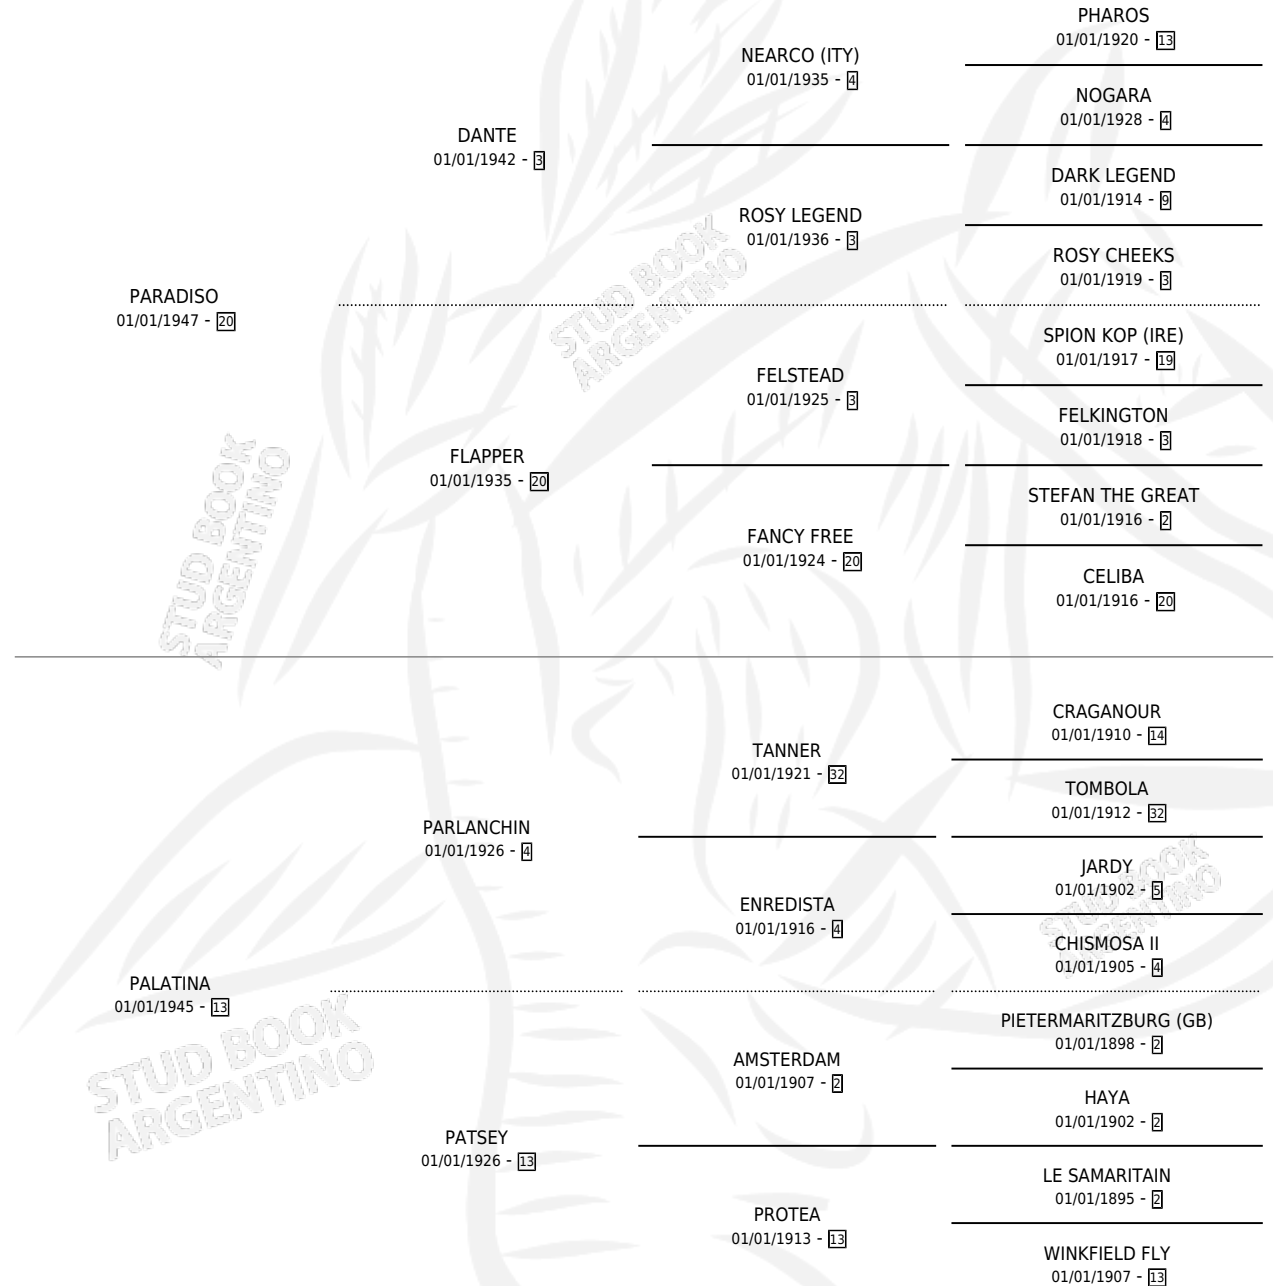 PHAROS
01/01/1920 - 13
NEARCO (ITY)
01/01/1935 - 4
NOGARA
01/01/1928 - 4
DANTE
01/01/1942 - 3
DARK LEGEND
01/01/1914 - 9
ROSY LEGEND
01/01/1936 - 3
ROSY CHEEKS
01/01/1919 - 3
PARADISO
01/01/1947 - 20
SPION KOP (IRE)
01/01/1917 - 19
FELSTEAD
01/01/1925 - 3
FELKINGTON
01/01/1918 - 3
FLAPPER
01/01/1935 - 20
STEFAN THE GREAT
01/01/1916 - 2
FANCY FREE
01/01/1924 - 20
CELIBA
01/01/1916 - 20
CRAGANOUR
01/01/1910 - 14
TANNER
01/01/1921 - 32
TOMBOLA
01/01/1912 - 32
PARLANCHIN
01/01/1926 - 4
JARDY
01/01/1902 - 5
ENREDISTA
01/01/1916 - 4
CHISMOSA II
01/01/1905 - 4
PALATINA
01/01/1945 - 13
PIETERMARITZBURG (GB)
01/01/1898 - 2
AMSTERDAM
01/01/1907 - 2
HAYA
01/01/1902 - 2
PATSEY
01/01/1926 - 13
LE SAMARITAIN
01/01/1895 - 2
PROTEA
01/01/1913 - 13
WINKFIELD FLY
01/01/1907 - 13
STUD BOOK
ARGENTINO
STUD BOOK
ARGENTINO
STUD BOOK
ARGENTINO
STUD BOOK
ARGENTINO